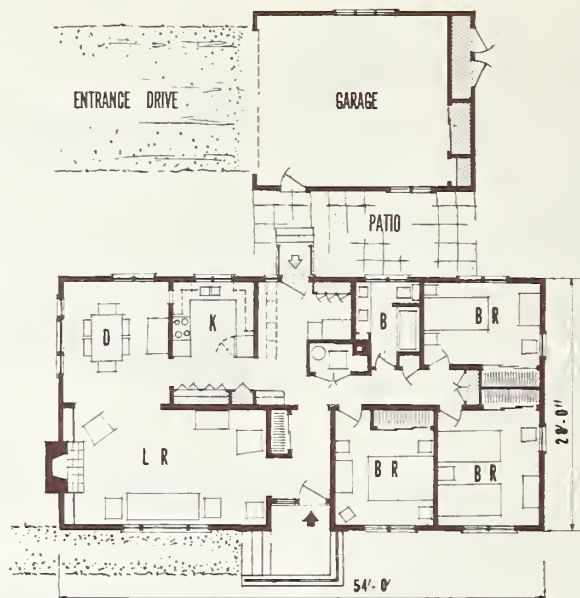 ENTRANCE DRIVE
GARAGE
PATIO
D
K
B
B R
L R
B R
B R
28'-0"
54'-0'